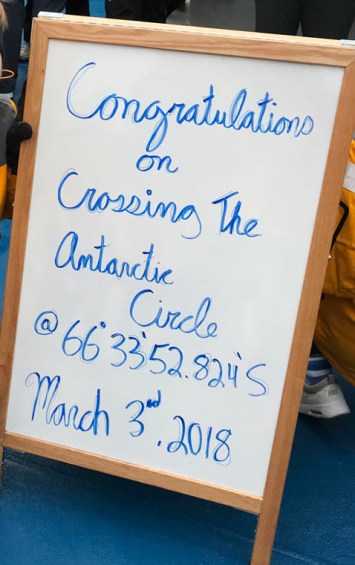 Congratulations
on
Crossing The
Antarctic
Circle
@ 66° 33' 52.824' S
March 3rd. 2018